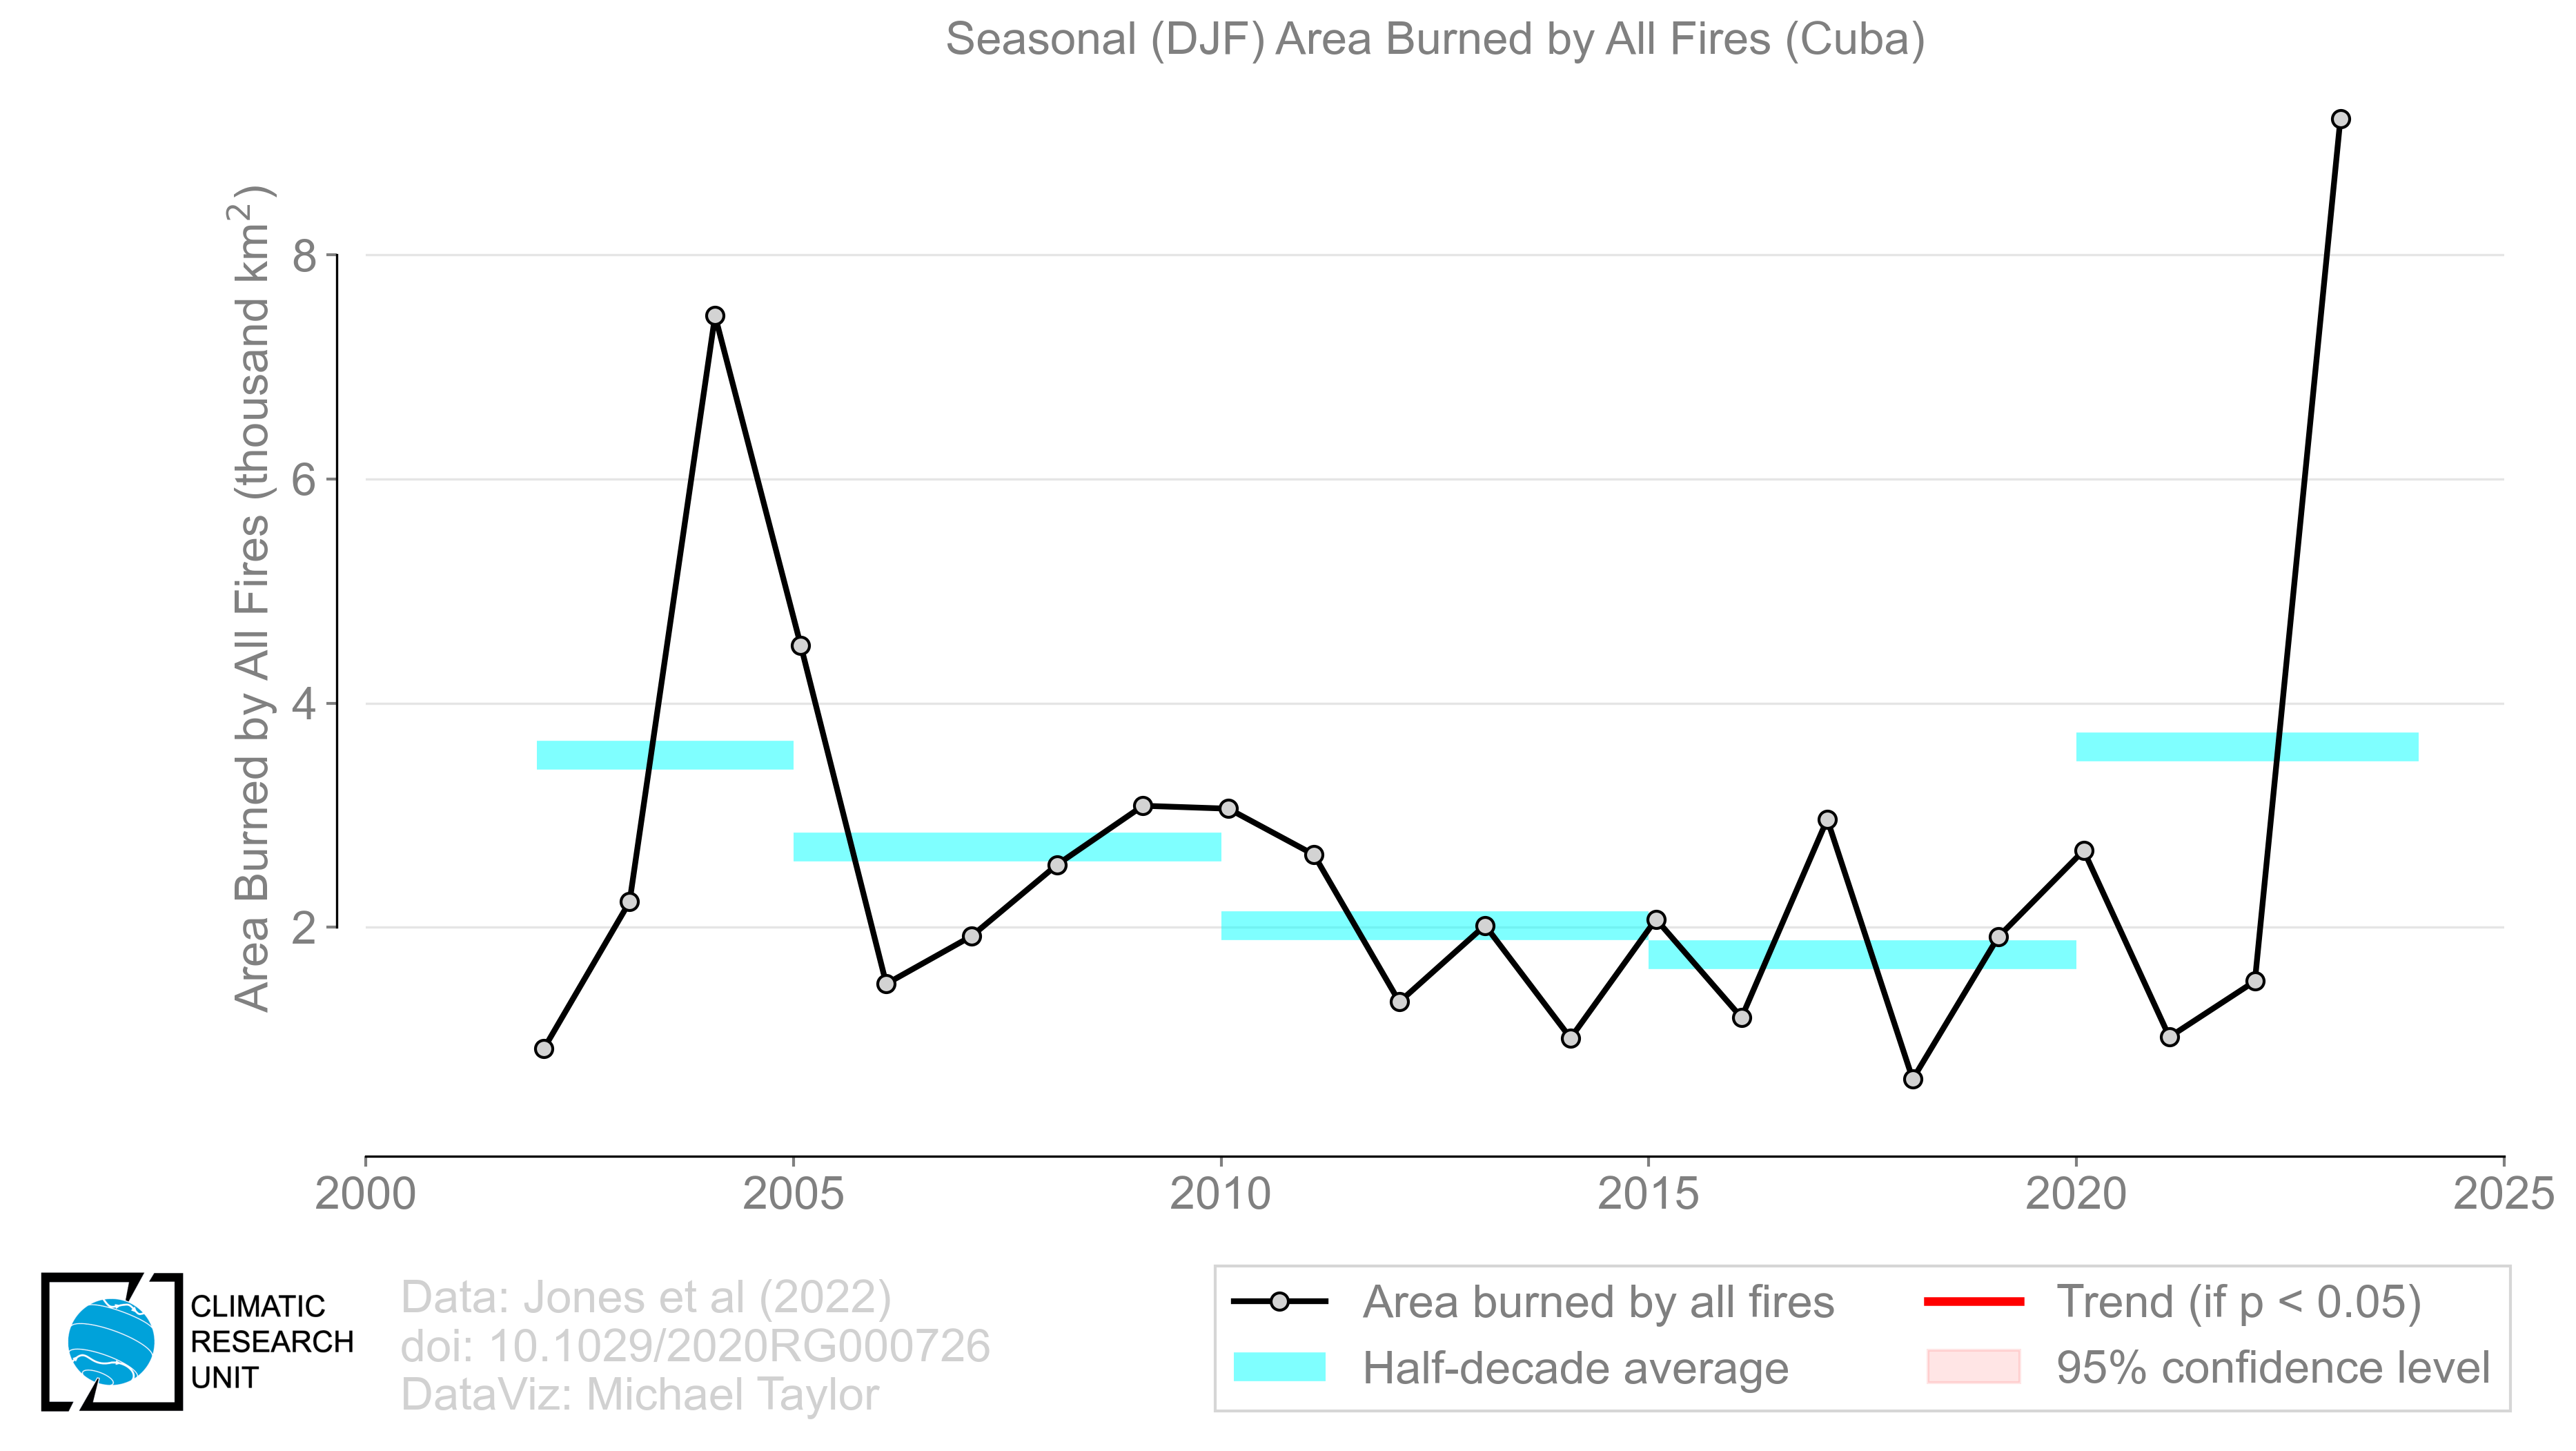 Seasonal (DJF) Area Burned by All Fires (Cuba)
Area Burned by All Fires (thousand km²)
8
6
4
2
2000 2005 2010 2015 2020 2025
CLIMATIC
RESEARCH
UNIT
Data: Jones et al (2022)
doi: 10.1029/2020RG000726
DataViz: Michael Taylor
Area burned by all fires
Half-decade average
Trend (if p < 0.05)
95% confidence level